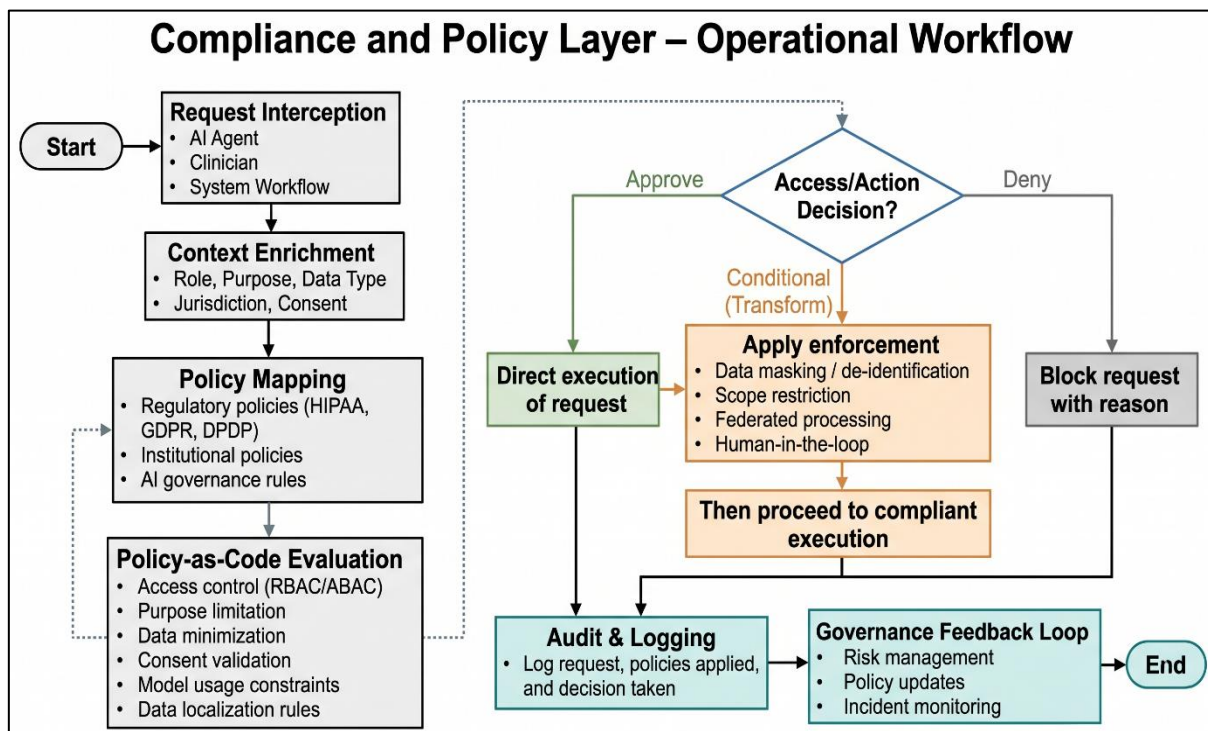 Compliance and Policy Layer – Operational Workflow
Start
Request Interception
• AI Agent
• Clinician
• System Workflow
Context Enrichment
• Role, Purpose, Data Type
• Jurisdiction, Consent
Policy Mapping
• Regulatory policies (HIPAA,
GDPR, DPDP)
• Institutional policies
• AI governance rules
Policy-as-Code Evaluation
• Access control (RBAC/ABAC)
• Purpose limitation
• Data minimization
• Consent validation
• Model usage constraints
• Data localization rules
Access/Action
Decision?
Approve
Deny
Conditional
(Transform)
Direct execution
of request
Apply enforcement
• Data masking / de-identification
• Scope restriction
• Federated processing
• Human-in-the-loop
Block request
with reason
Then proceed to compliant
execution
Audit & Logging
• Log request, policies applied,
and decision taken
Governance Feedback Loop
• Risk management
• Policy updates
• Incident monitoring
End